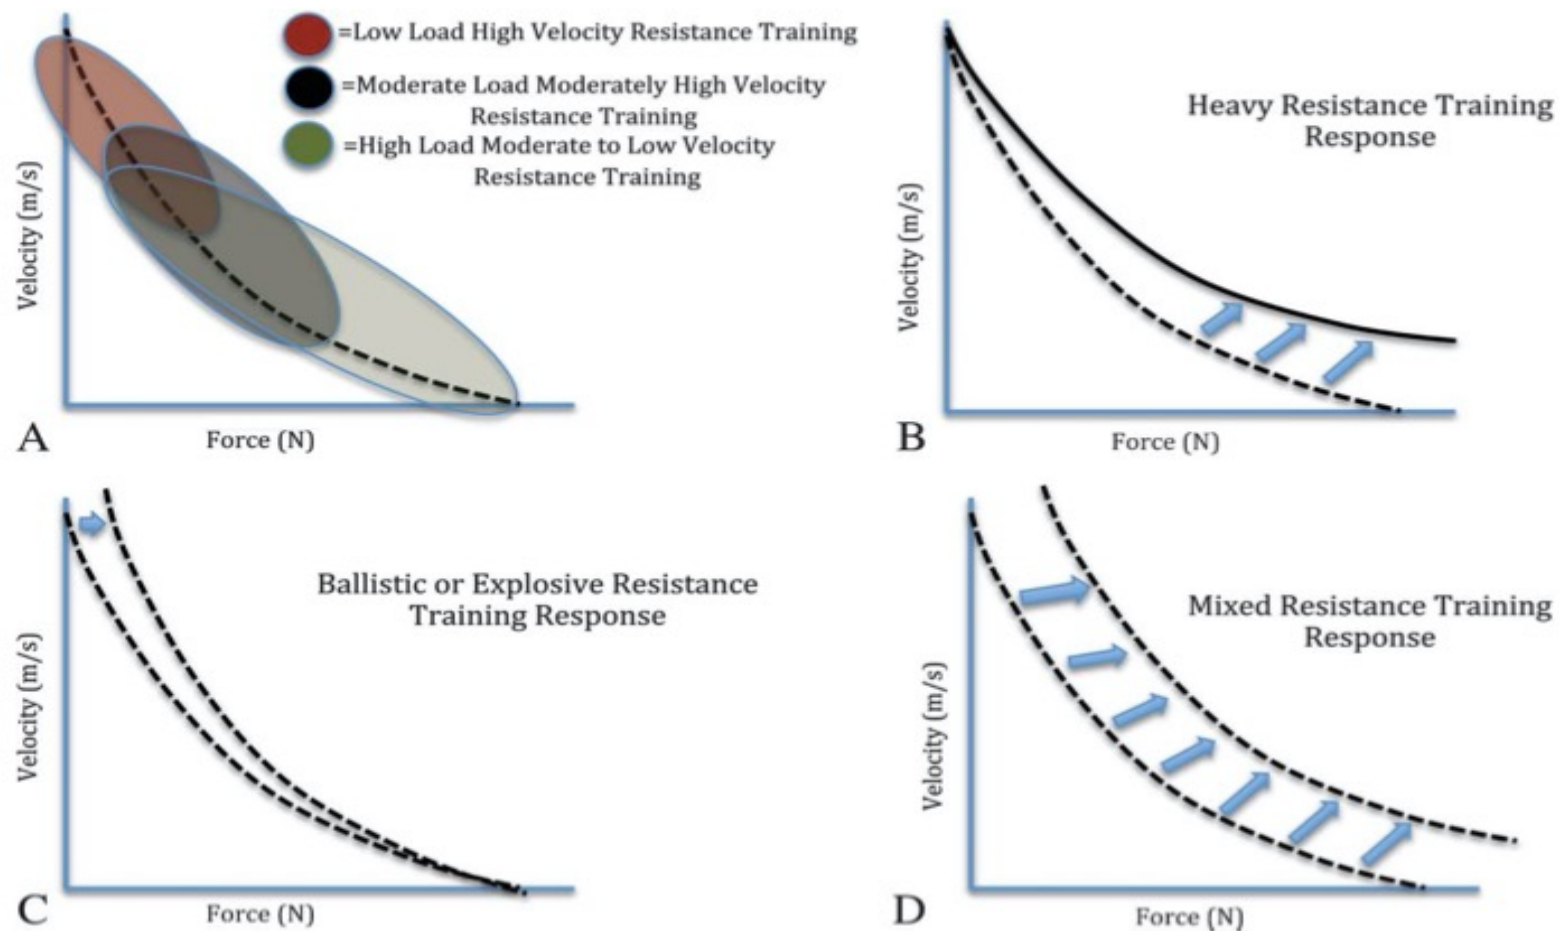 =Low Load High Velocity Resistance Training
=Moderate Load Moderately High Velocity
Resistance Training
=High Load Moderate to Low Velocity
Resistance Training
Velocity (m/s)
A
Force (N)
Heavy Resistance Training
Response
Velocity (m/s)
B
Force (N)
Ballistic or Explosive Resistance
Training Response
Velocity (m/s)
C
Force (N)
Mixed Resistance Training
Response
Velocity (m/s)
D
Force (N)